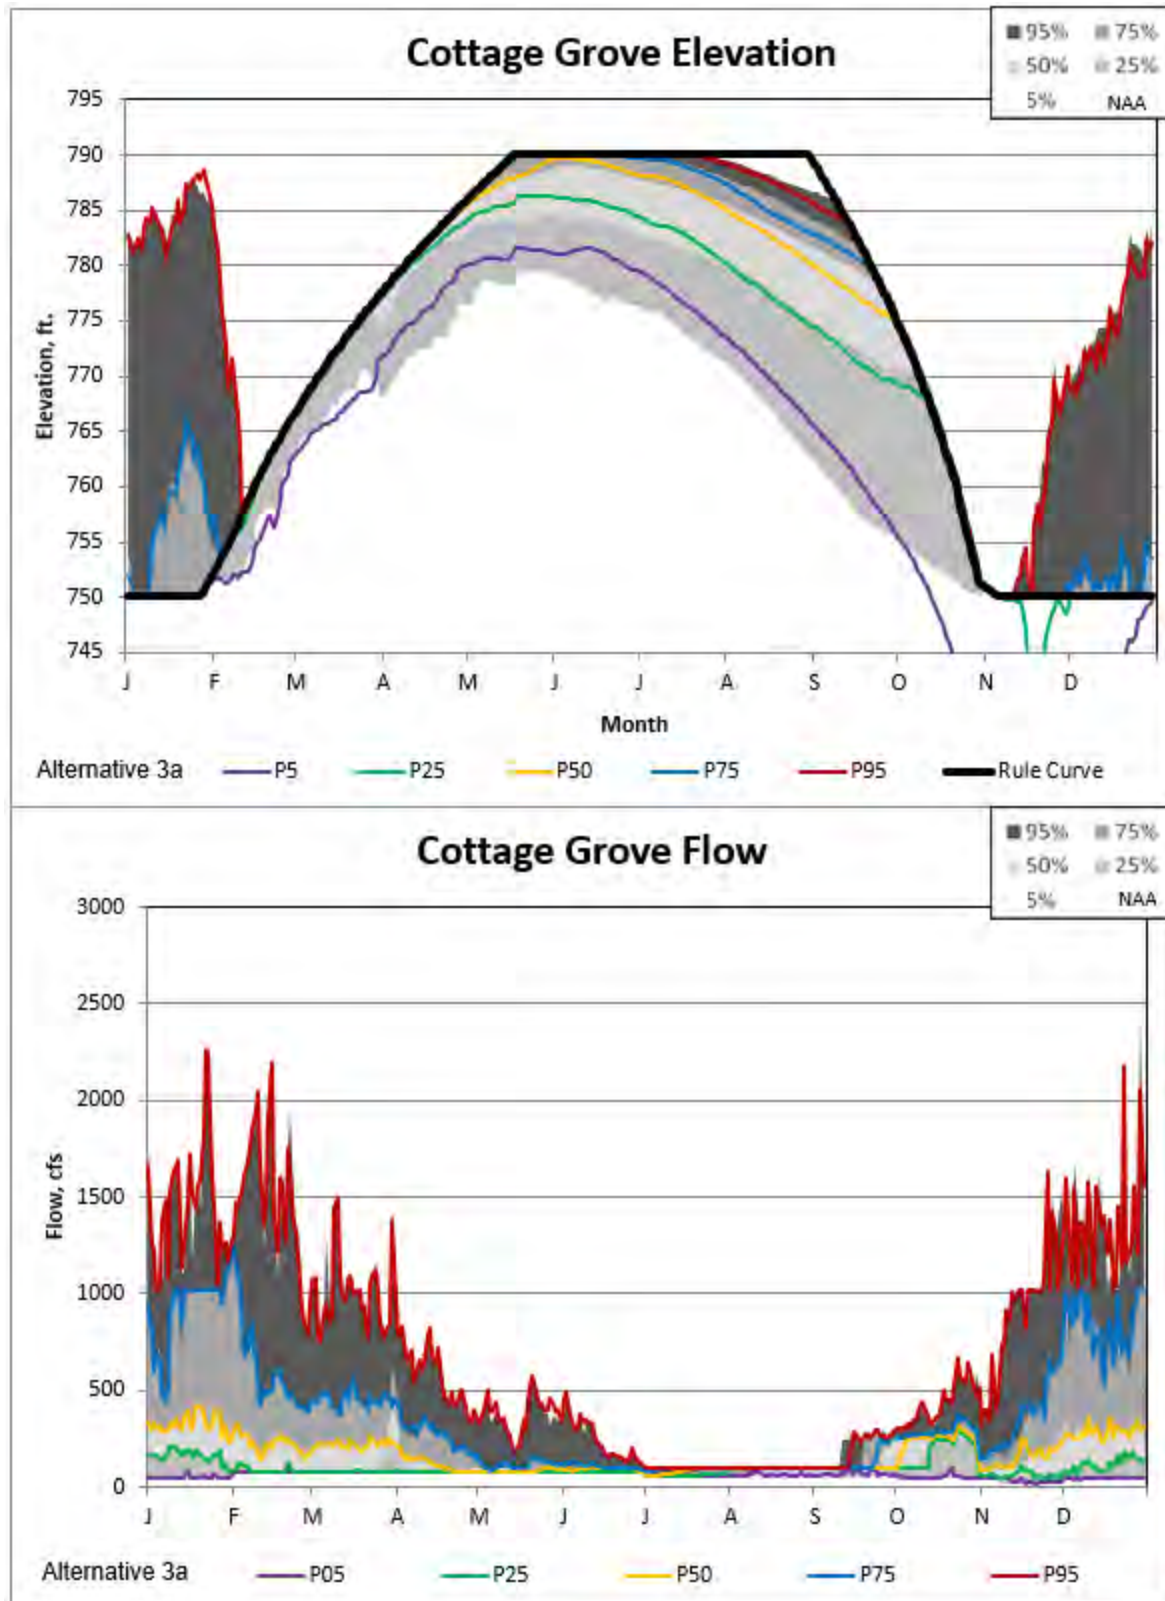 Cottage Grove Elevation
95% 75%
50% 25%
5% NAA
795
790
785
780
775
770
765
760
755
750
745
Elevation, ft.
J F M A M J J A S O N D
Month
Alternative 3a P5 P25 P50 P75 P95 Rule Curve
Cottage Grove Flow
95% 75%
50% 25%
5% NAA
3000
2500
2000
1500
1000
500
0
Flow, cfs
J F M A M J J A S O N D
Alternative 3a P05 P25 P50 P75 P95